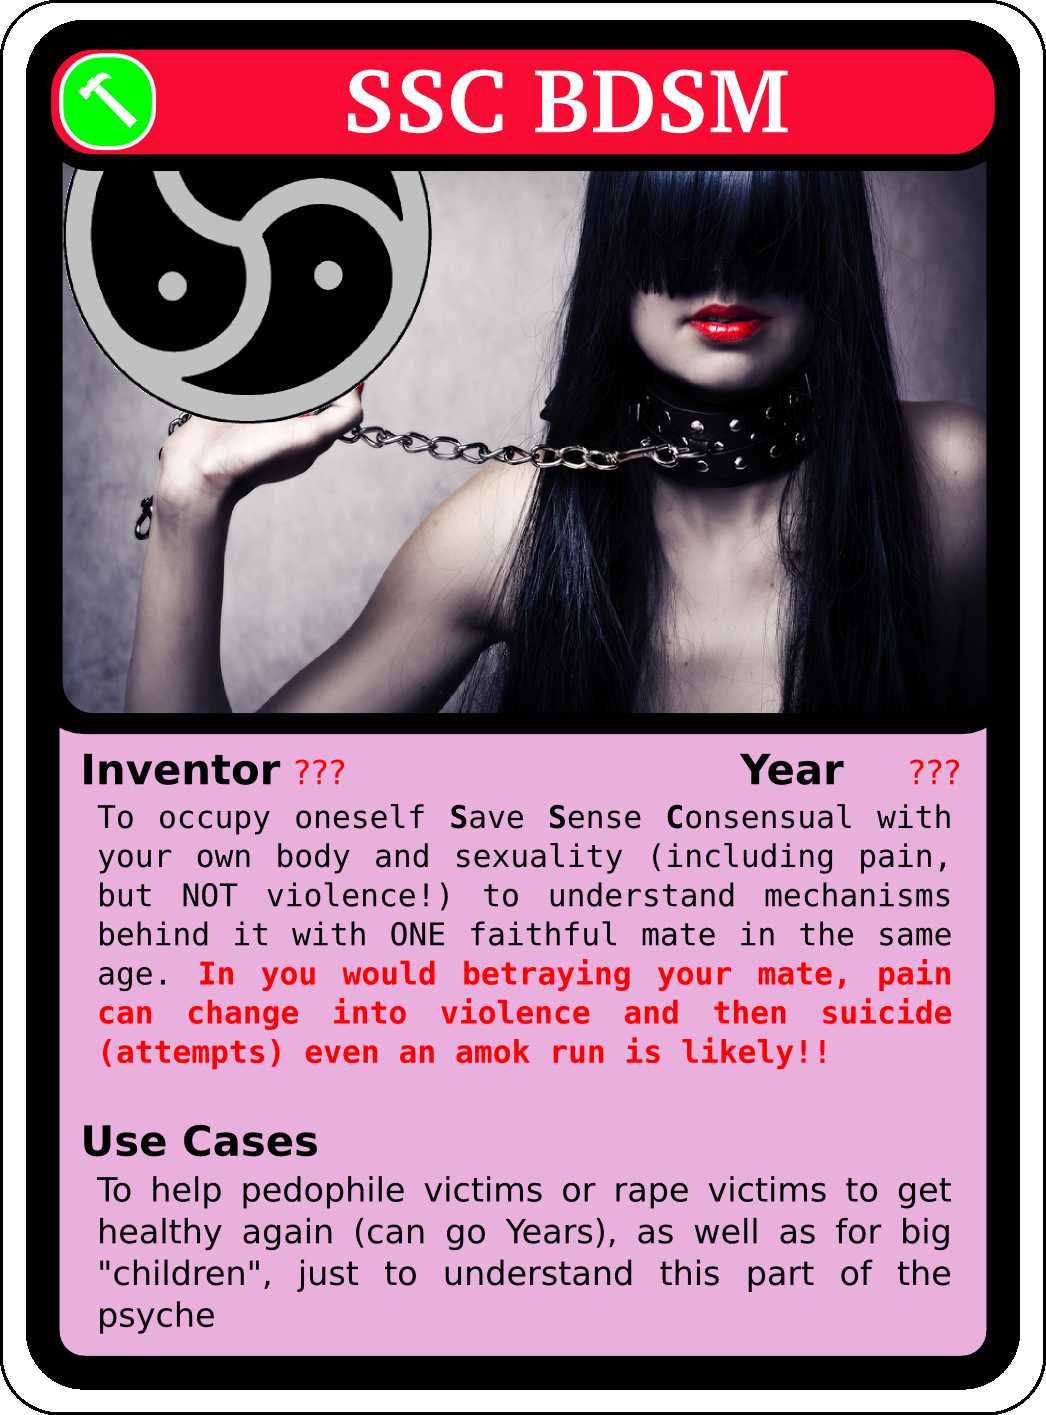 SSC BDSM
Inventor ??? Year ???
To occupy oneself Save Sense Consensual with
your own body and sexuality (including pain,
but NOT violence!) to understand mechanisms
behind it with ONE faithful mate in the same
age. In you would betraying your mate, pain
can change into violence and then suicide
(attempts) even an amok run is likely!!
Use Cases
To help pedophile victims or rape victims to get
healthy again (can go Years), as well as for big
"children", just to understand this part of the
psyche